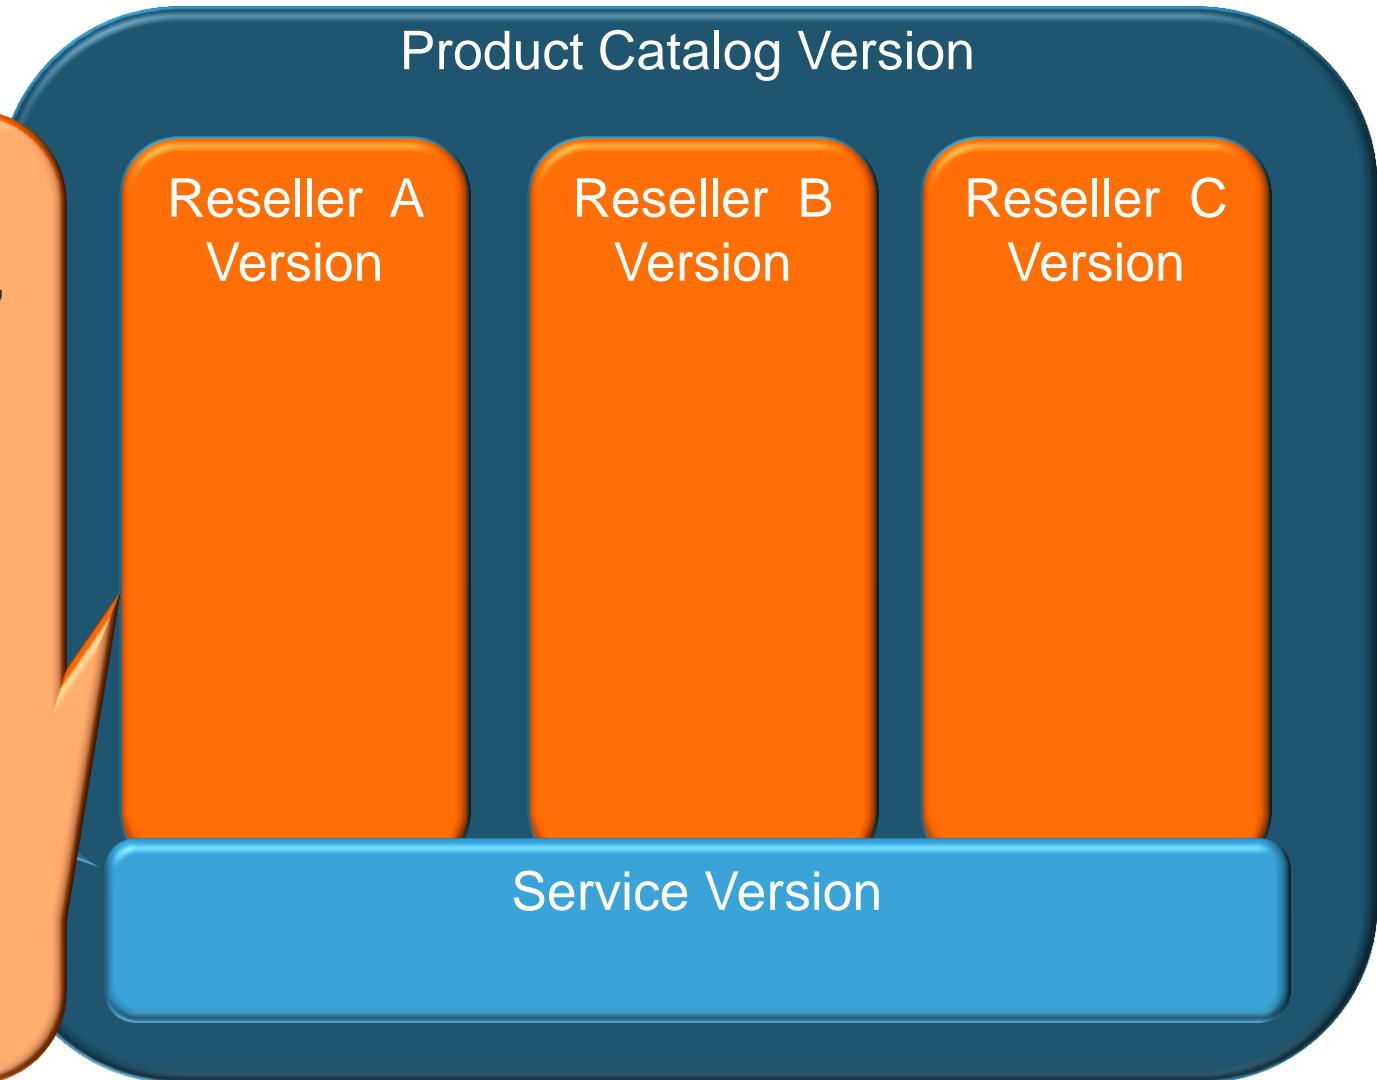 Product Catalog Version
Reseller A
Version
Reseller B
Version
Reseller C
Version
Service Version